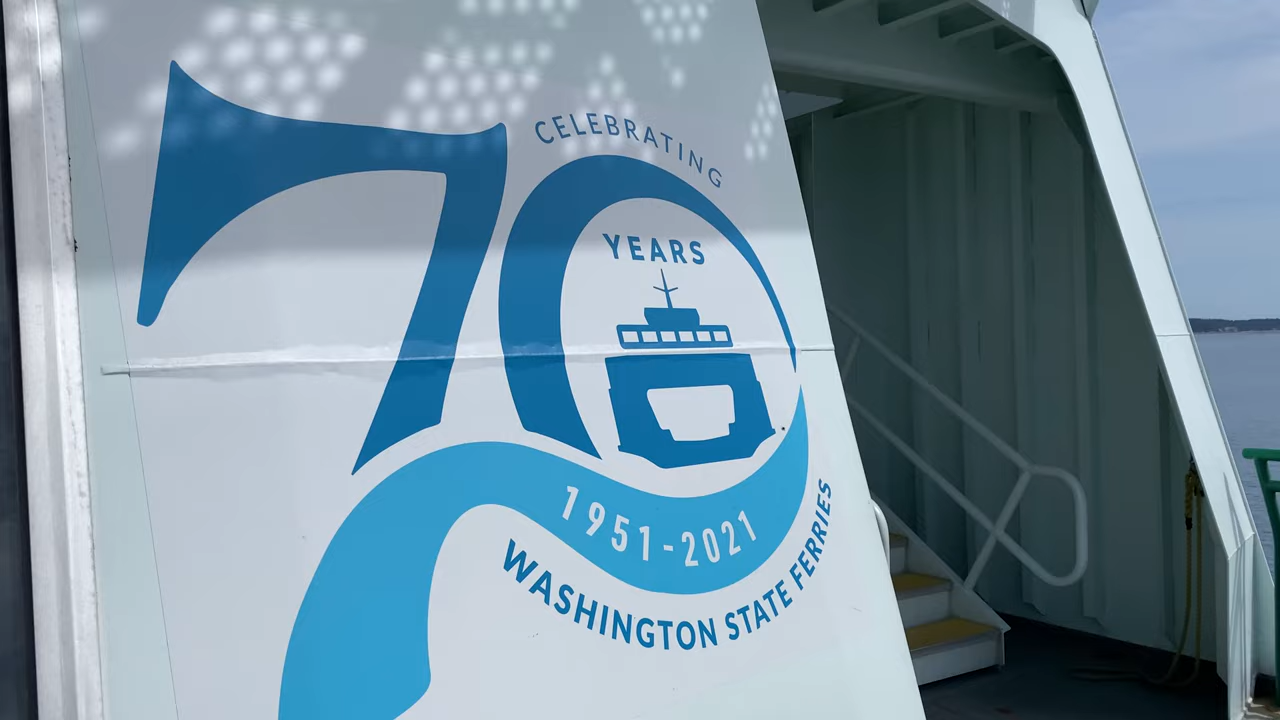 CELEBRATING
70
YEARS
1951-2021
WASHINGTON STATE FERRIES